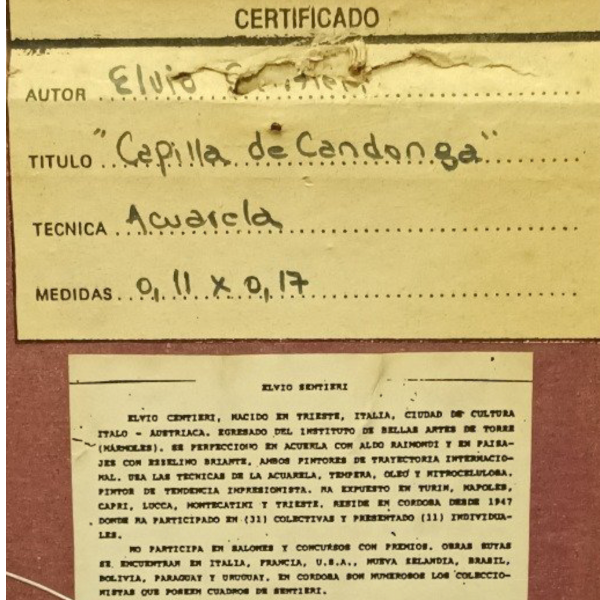 CERTIFICADO
AUTOR Elvio Sentieri
TITULO "Capilla de Candonga"
TECNICA Acuarela
MEDIDAS 0,11 x 0,17
ELVIO SENTIERI
ELVIO CENTIERI, NACIDO EN TRIESTE, ITALIA, CIUDAD DE CULTURA
ITALO - AUSTRIACA. EGRESADO DEL INSTITUTO DE BELLAS ARTES DE TORRE
(MARMOLES). SE PERFECCIONO EN ACUERLA CON ALDO RAIMONDI Y EN PAISA-
JES CON ESBELINO BRIANTE, AMBOS PINTORES DE TRAYECTORIA INTERNACIO-
NAL. USA LAS TECNICAS DE LA ACUARELA, TEMPERA, OLEO Y NITROCELULOSA.
PINTOR DE TENDENCIA IMPRESIONISTA. HA EXPUESTO EN TURIN, NAPOLES,
CAPRI, LUCCA, MONTECATINI Y TRIESTE. RESIDE EN CORDOBA DESDE 1947
DONDE HA PARTICIPADO EN (31) COLECTIVAS Y PRESENTADO (11) INDIVIDUA-
LES.
NO PARTICIPA EN SALONES Y CONCURSOS CON PREMIOS. OBRAS SUYAS
SE ENCUENTRAN EN ITALIA, FRANCIA, U.S.A., NUEVA ZELANDIA, BRASIL,
BOLIVIA, PARAGUAY Y URUGUAY. EN CORDOBA SON NUMEROSOS LOS COLECCIO-
NISTAS QUE POSEEN CUADROS DE SENTIERI.